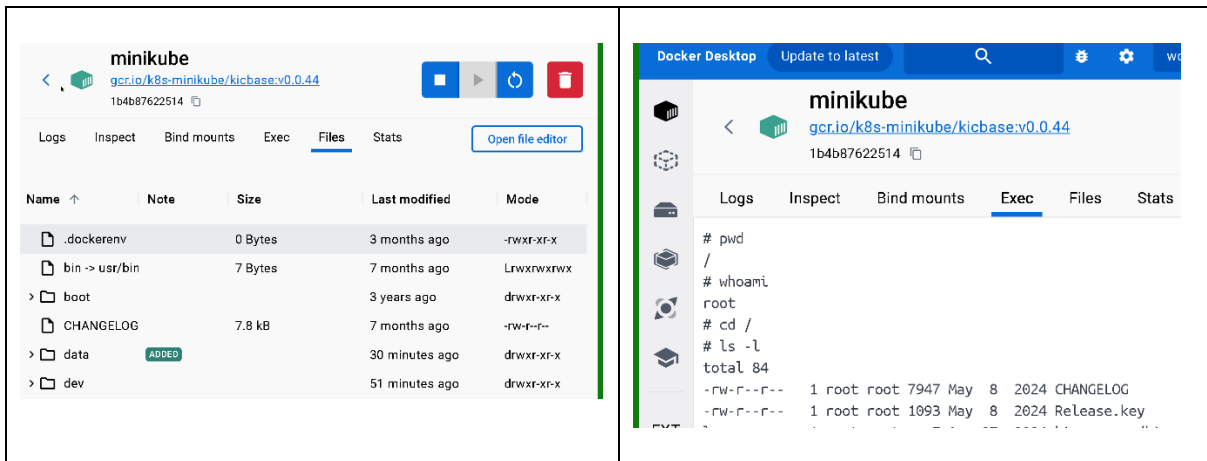 minikube
gcr.io/k8s-minikube/kicbase:v0.0.44
1b4b87622514
Logs Inspect Bind mounts Exec Files Stats Open file editor
Name ↑ Note Size Last modified Mode
.dockerenv 0 Bytes 3 months ago -rwxr-xr-x
bin -> usr/bin 7 Bytes 7 months ago Lrwxrwxrwx
boot 3 years ago drwxr-xr-x
CHANGELOG 7.8 kB 7 months ago -rw-r--r--
data ADDED 30 minutes ago drwxr-xr-x
dev 51 minutes ago drwxr-xr-x
Docker Desktop Update to latest
minikube
gcr.io/k8s-minikube/kicbase:v0.0.44
1b4b87622514
Logs Inspect Bind mounts Exec Files Stats
# pwd
/
# whoami
root
# cd /
# ls -l
total 84
-rw-r--r-- 1 root root 7947 May 8 2024 CHANGELOG
-rw-r--r-- 1 root root 1093 May 8 2024 Release.key